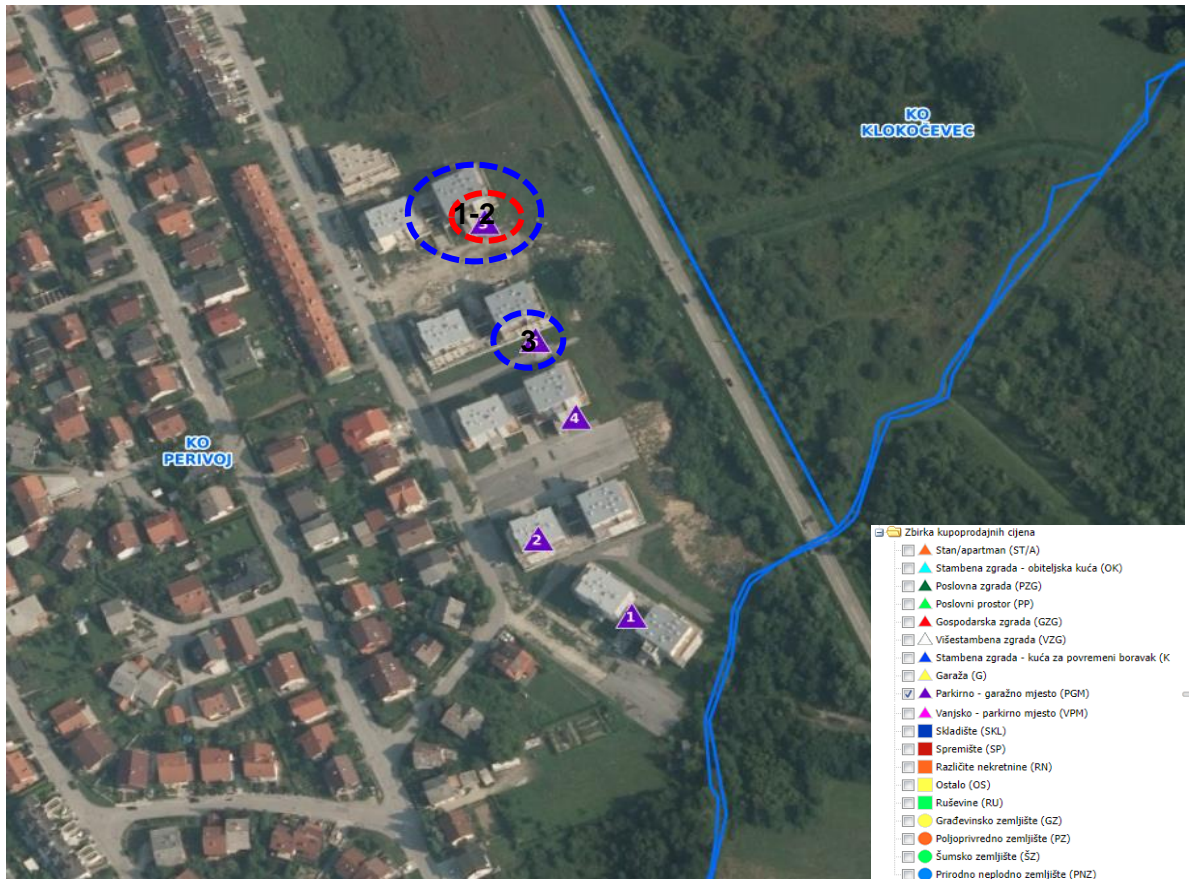 KO
KLOKOČEVEC
1-2
3
4
KO
PERIVOJ
2
1
Zbirka kupoprodajnih cijena
Stan/apartman (ST/A)
Stambena zgrada - obiteljska kuća (OK)
Poslovna zgrada (PZG)
Poslovni prostor (PP)
Gospodarska zgrada (GZG)
Višestambena zgrada (VZG)
Stambena zgrada - kuća za povremeni boravak (K
Garaža (G)
Parkirno - garažno mjesto (PGM)
Vanjsko - parkirno mjesto (VPM)
Skladište (SKL)
Spremište (SP)
Različite nekretnine (RN)
Ostalo (OS)
Ruševine (RU)
Građevinsko zemljište (GZ)
Poljoprivredno zemljište (PZ)
Šumsko zemljište (ŠZ)
Prirodno neplodno zemljište (PNZ)